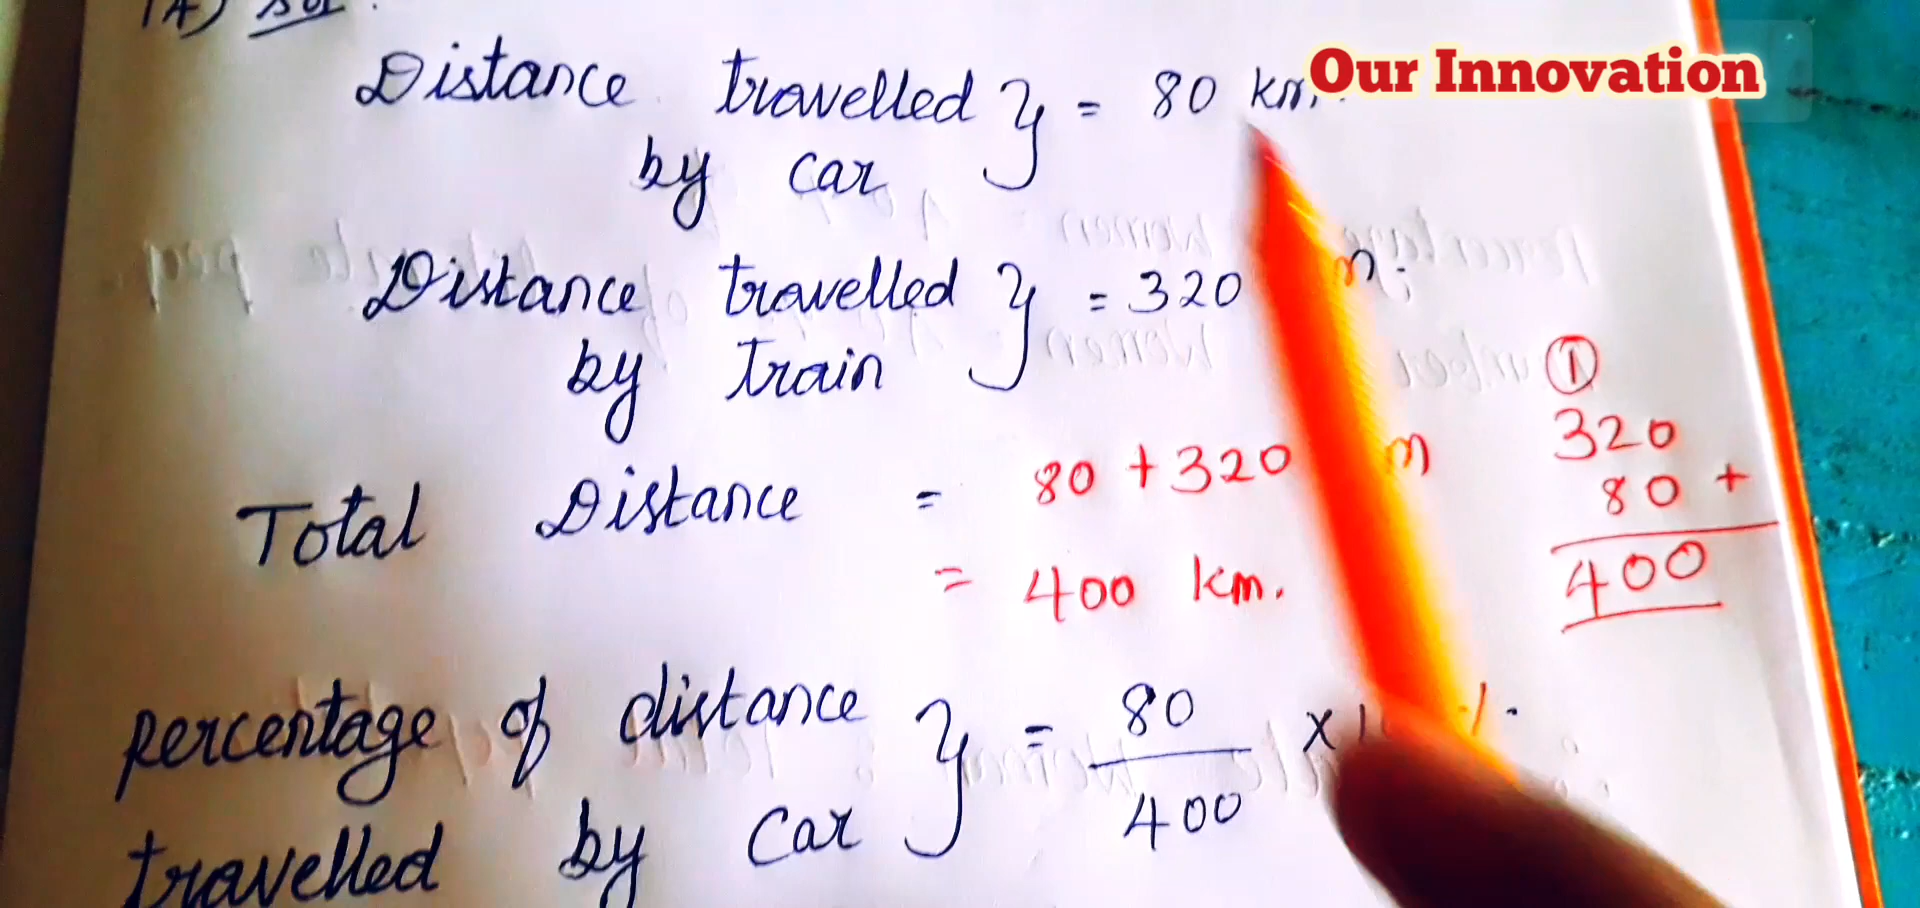 Our Innovation
Distance travelled } = 80 km.
by car
Distance travelled } = 320 m.
by train
①
320
80 +
400
Total Distance = 80 + 320 m
= 400 km.
percentage of distance } = 80/400 × 1
travelled by car